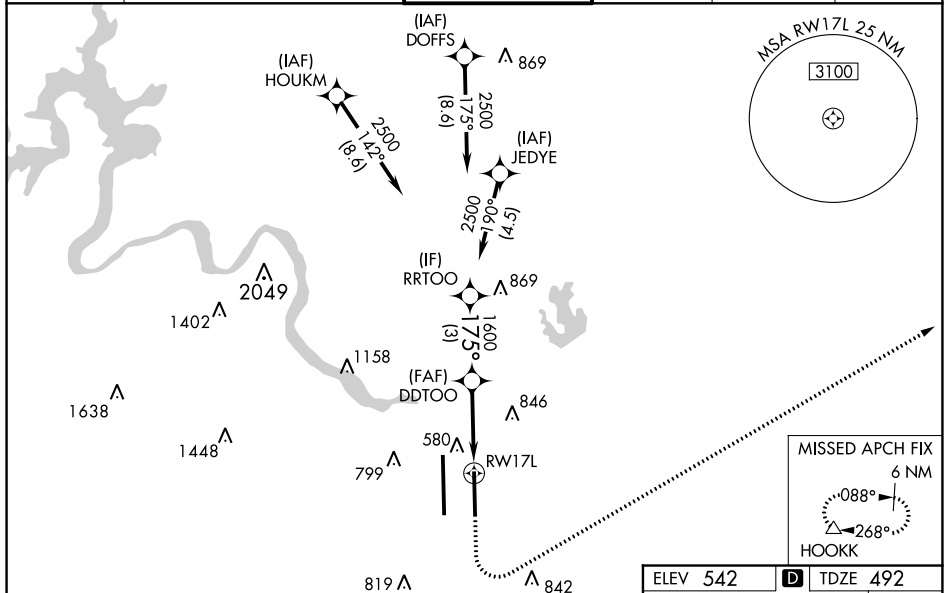 (IAF)
DOFFS
869
(IAF)
HOUKM
2500
142°
(8.6)
2500
175°
(8.6)
(IAF)
JEDYE
2500
190°
(4.5)
MSA RW17L 25 NM
3100
(IF)
RRTOO
869
2049
1402
1600
175°
(3)
1158
(FAF)
DDTOO
1638
846
1448
580
799
RW17L
MISSED APCH FIX
6 NM
088°
268°
HOOKK
819
842
ELEV 542
D
TDZE 492